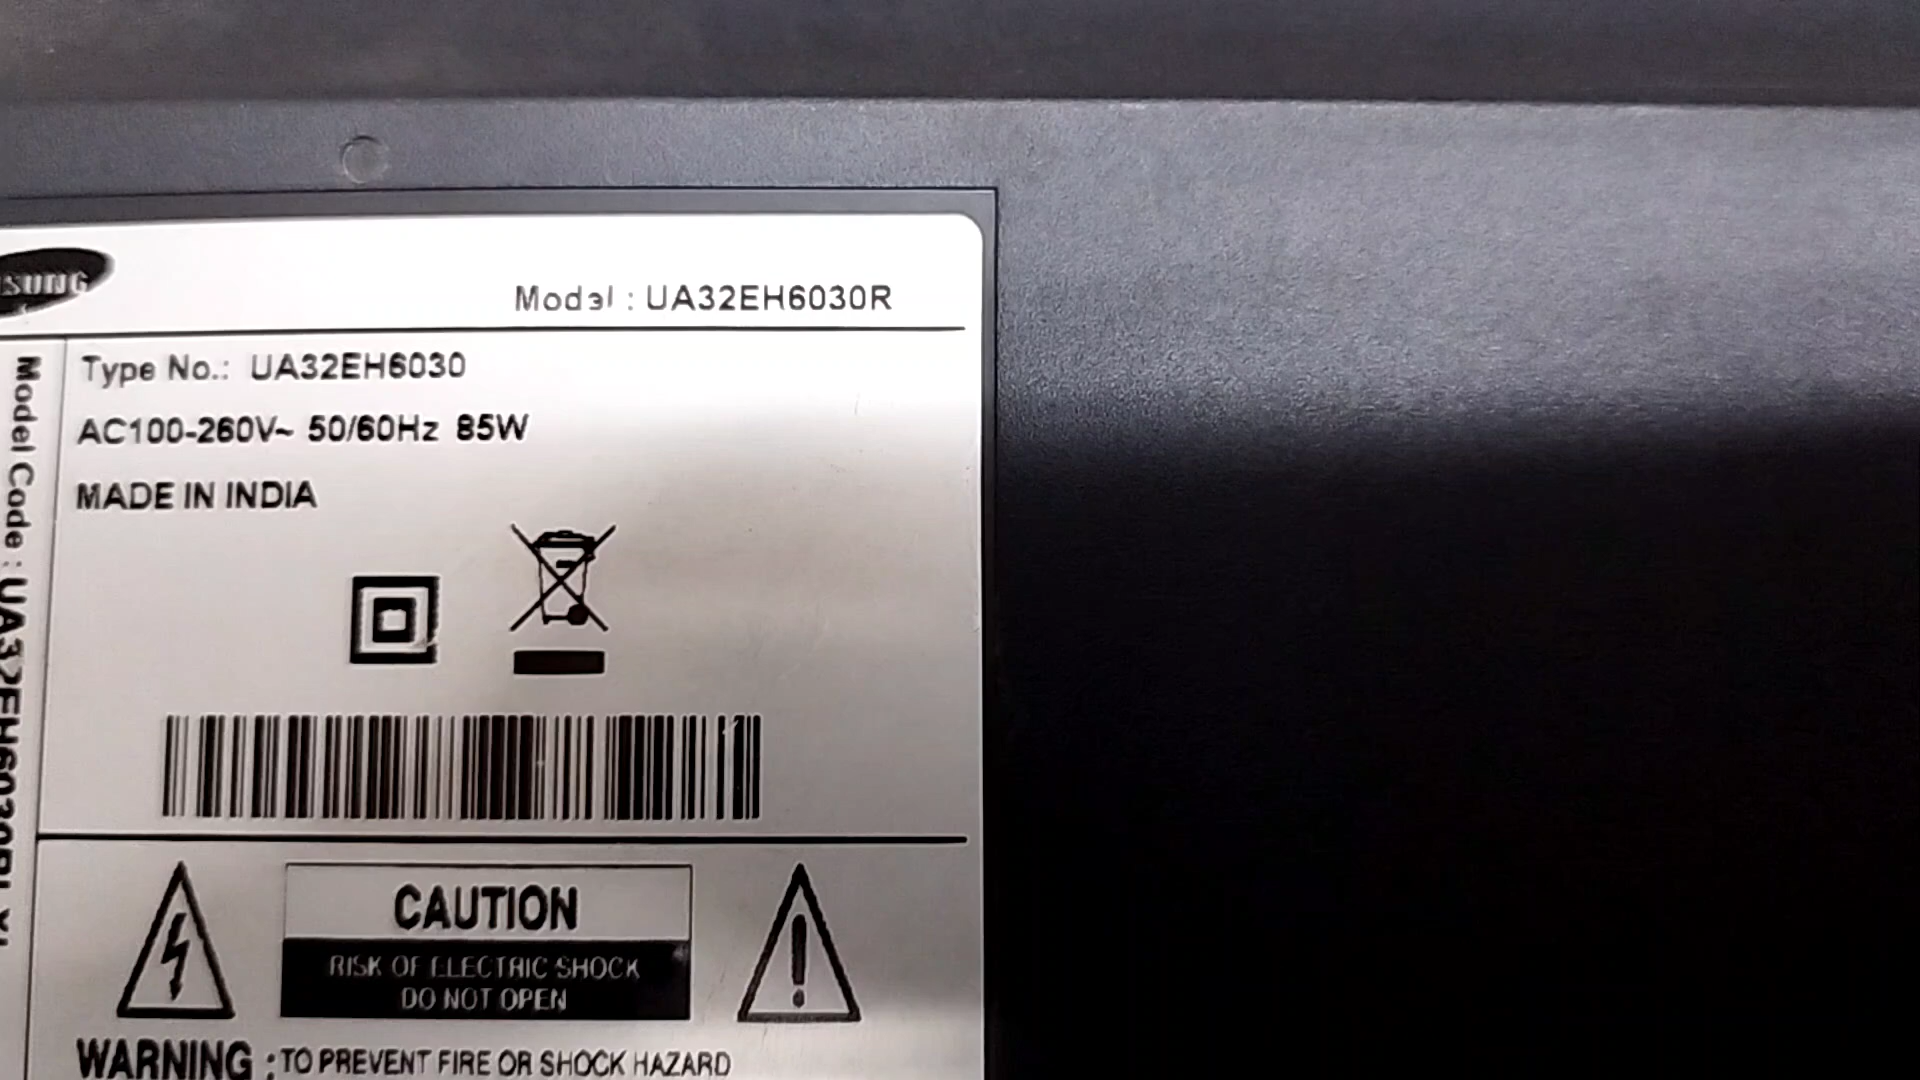 SUNG
Model : UA32EH6030R
Type No.: UA32EH6030
AC100-260V~ 50/60Hz 85W
MADE IN INDIA
Model Code : UA32EH6030R
CAUTION
RISK OF ELECTRIC SHOCK
DO NOT OPEN
WARNING : TO PREVENT FIRE OR SHOCK HAZARD